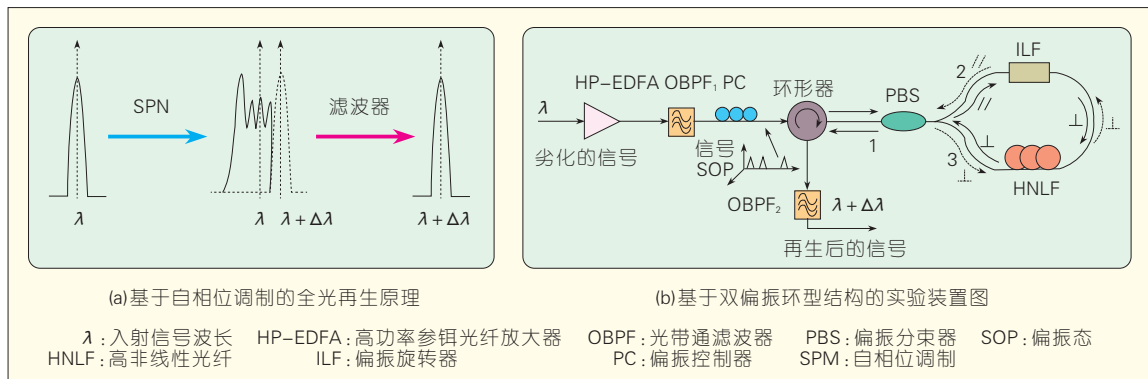 SPN
滤波器
λ
λ
λ+Δλ
λ+Δλ
(a)基于自相位调制的全光再生原理
ILF
HP-EDFA OBPF₁ PC
环形器
PBS
2
//
//
λ
劣化的信号
信号
SOP
1
⊥
⊥
⊥
3
⊥
HNLF
OBPF₂
λ+Δλ
再生后的信号
(b)基于双偏振环型结构的实验装置图
λ:入射信号波长 HP-EDFA:高功率参铒光纤放大器 OBPF:光带通滤波器 PBS:偏振分束器 SOP:偏振态
HNLF:高非线性光纤 ILF:偏振旋转器 PC:偏振控制器 SPM:自相位调制